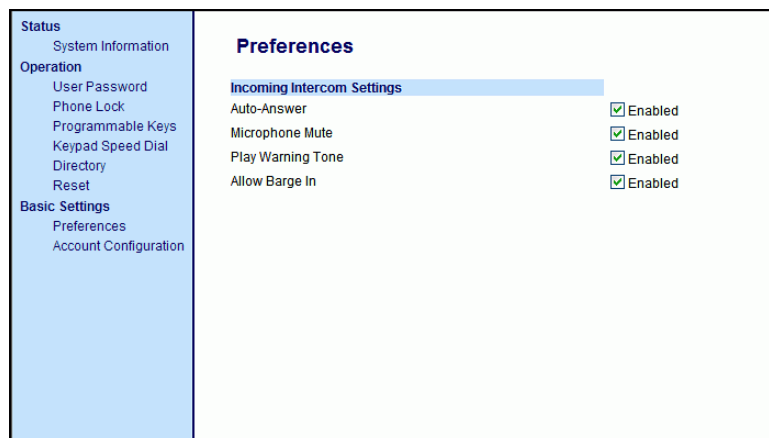 Status
System Information
Operation
User Password
Phone Lock
Programmable Keys
Keypad Speed Dial
Directory
Reset
Basic Settings
Preferences
Account Configuration
Preferences
Incoming Intercom Settings
Auto-Answer Enabled
Microphone Mute Enabled
Play Warning Tone Enabled
Allow Barge In Enabled